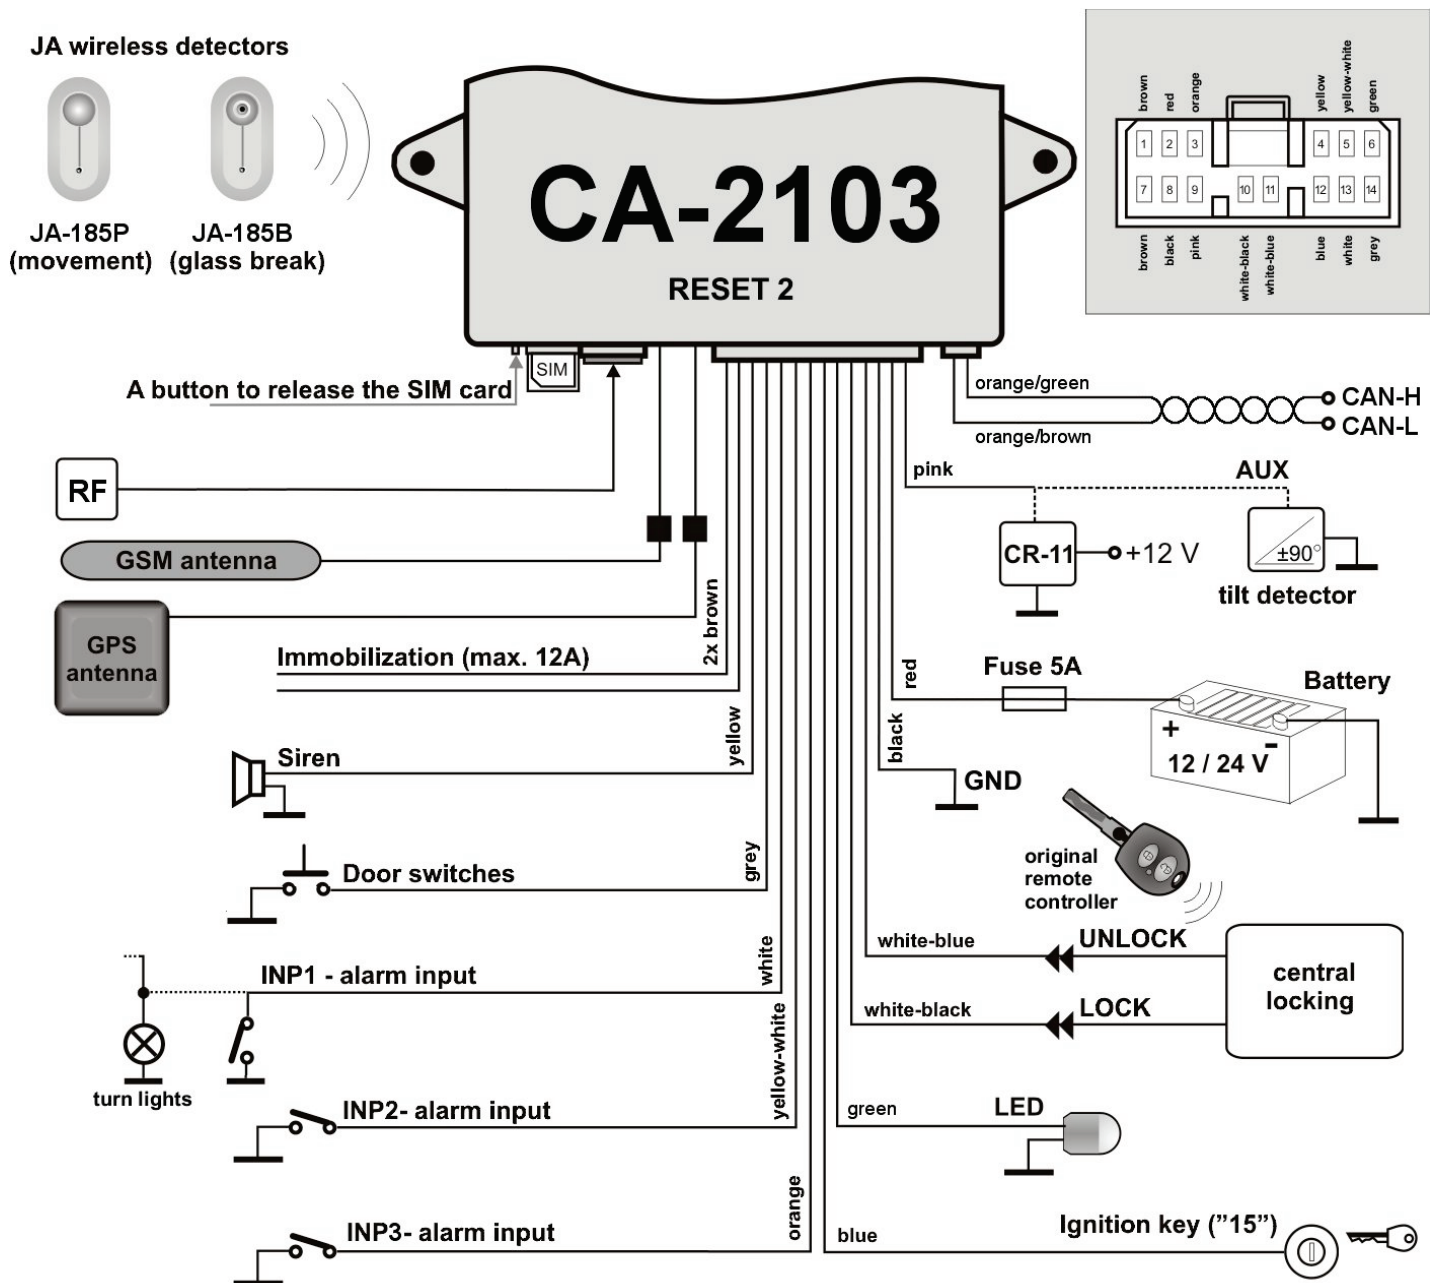 JA wireless detectors
JA-185P
(movement)
JA-185B
(glass break)
CA-2103
RESET 2
brown
red
orange
yellow
yellow-white
green
1
2
3
4
5
6
7
8
9
10
11
12
13
14
brown
black
pink
white-black
white-blue
blue
white
grey
A button to release the SIM card
SIM
orange/green
CAN-H
orange/brown
CAN-L
RF
pink
AUX
GSM antenna
CR-11
+12 V
±90°
tilt detector
GPS
antenna
2x brown
Immobilization (max. 12A)
red
Fuse 5A
Battery
+
-
12 / 24 V
yellow
black
Siren
GND
grey
Door switches
original
remote
controller
white
INP1 - alarm input
white-blue
UNLOCK
central
locking
white-black
LOCK
turn lights
yellow-white
INP2- alarm input
green
LED
orange
INP3- alarm input
blue
Ignition key (”15”)